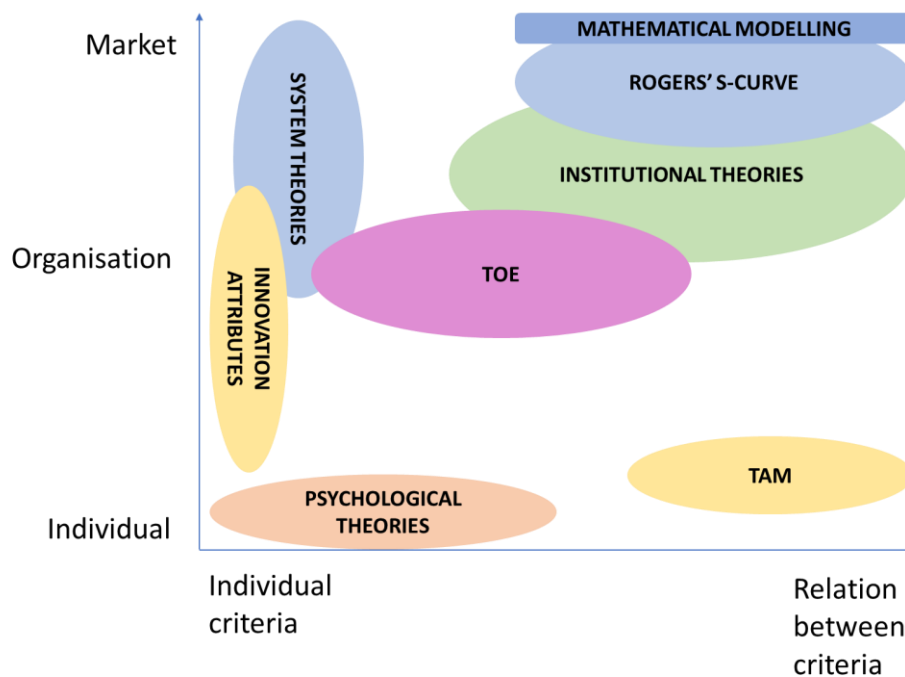 Market
MATHEMATICAL MODELLING
ROGERS’ S-CURVE
SYSTEM THEORIES
INSTITUTIONAL THEORIES
Organisation
TOE
INNOVATION
ATTRIBUTES
TAM
PSYCHOLOGICAL
THEORIES
Individual
Individual
criteria
Relation
between
criteria